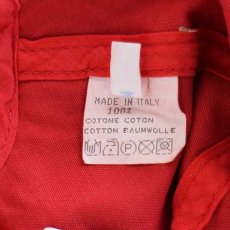 MADE IN ITALY
100%
COTONE COTON
COTTON BAUMWOLLE